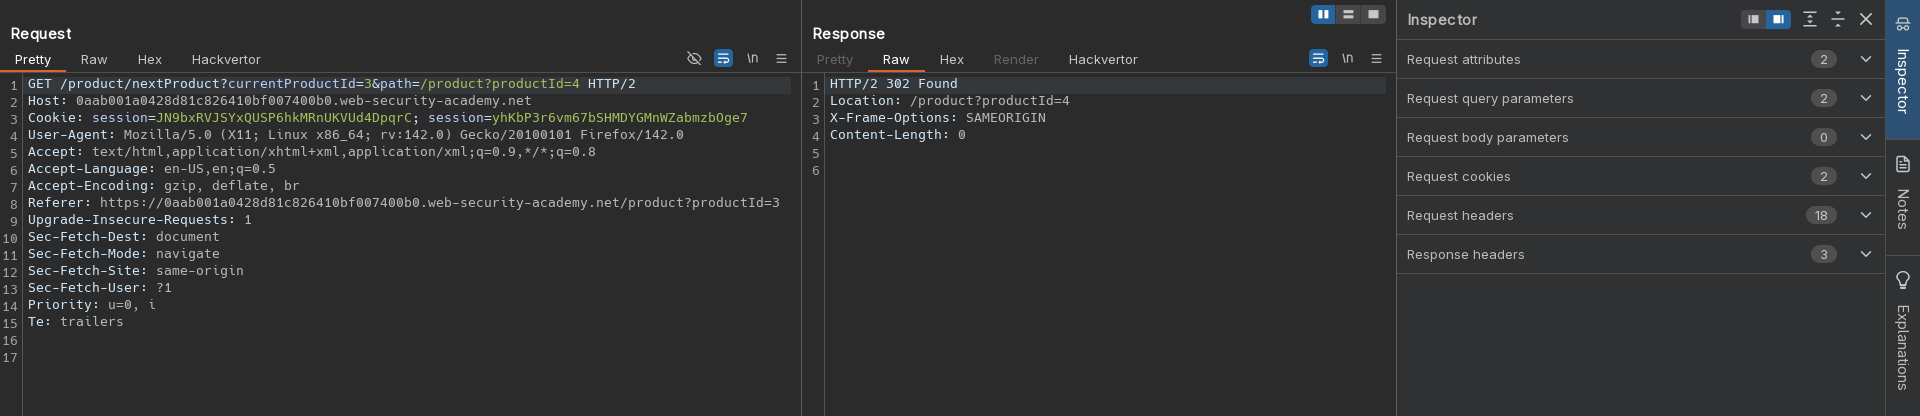 Request
Pretty Raw Hex Hackvertor \n
1 GET /product/nextProduct?currentProductId=3&path=/product?productId=4 HTTP/2
2 Host: 0aab001a0428d81c826410bf007400b0.web-security-academy.net
3 Cookie: session=JN9bxRVJSYxQUSP6hkMRnUKVUd4DpqrC; session=yhKbP3r6vm67bSHMDYGMnWZabmzbOge7
4 User-Agent: Mozilla/5.0 (X11; Linux x86_64; rv:142.0) Gecko/20100101 Firefox/142.0
5 Accept: text/html,application/xhtml+xml,application/xml;q=0.9,*/*;q=0.8
6 Accept-Language: en-US,en;q=0.5
7 Accept-Encoding: gzip, deflate, br
8 Referer: https://0aab001a0428d81c826410bf007400b0.web-security-academy.net/product?productId=3
9 Upgrade-Insecure-Requests: 1
10 Sec-Fetch-Dest: document
11 Sec-Fetch-Mode: navigate
12 Sec-Fetch-Site: same-origin
13 Sec-Fetch-User: ?1
14 Priority: u=0, i
15 Te: trailers
16
17
Response
Pretty Raw Hex Render Hackvertor \n
1 HTTP/2 302 Found
2 Location: /product?productId=4
3 X-Frame-Options: SAMEORIGIN
4 Content-Length: 0
5
6
Inspector
Request attributes 2
Request query parameters 2
Request body parameters 0
Request cookies 2
Request headers 18
Response headers 3
Inspector
Notes
Explanations